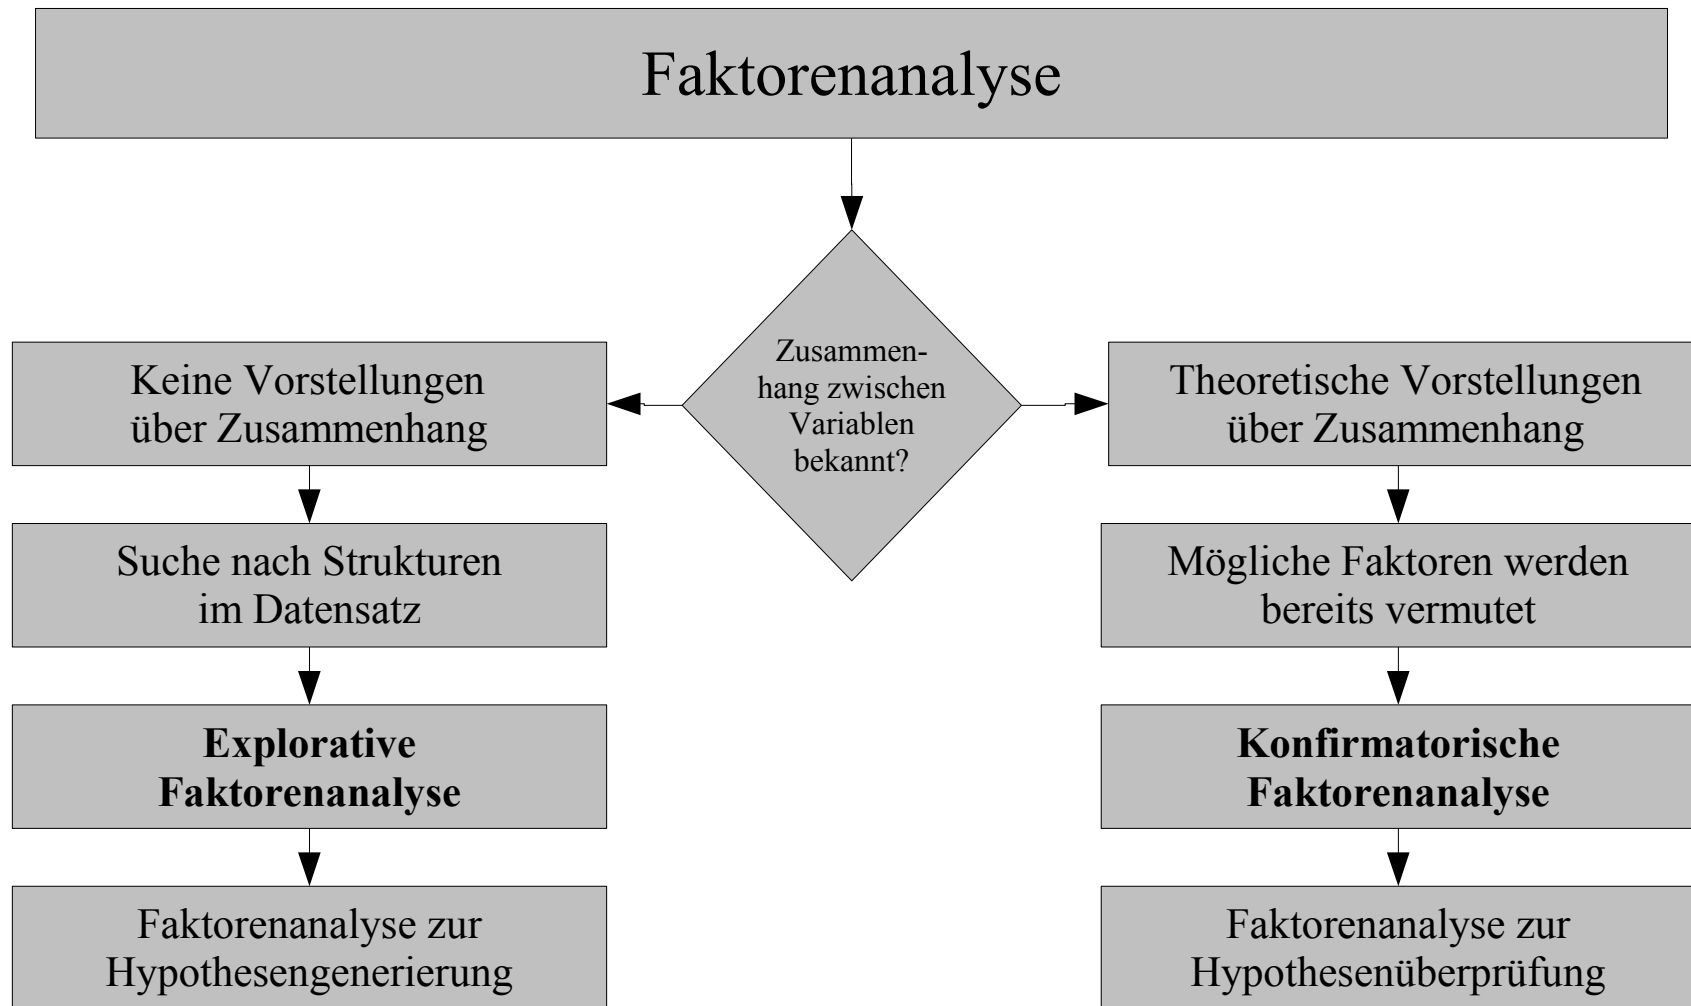 Faktorenanalyse
Zusammen-
hang zwischen
Variablen
bekannt?
Keine Vorstellungen
über Zusammenhang
Suche nach Strukturen
im Datensatz
Explorative
Faktorenanalyse
Faktorenanalyse zur
Hypothesengenerierung
Theoretische Vorstellungen
über Zusammenhang
Mögliche Faktoren werden
bereits vermutet
Konfirmatorische
Faktorenanalyse
Faktorenanalyse zur
Hypothesenüberprüfung